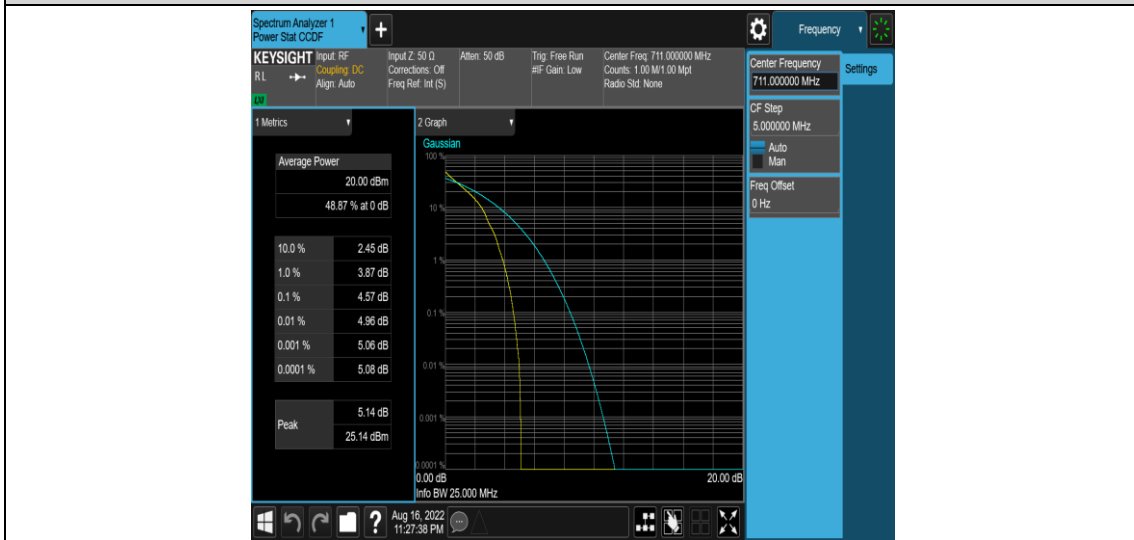 Spectrum Analyzer 1
Power Stat CCDF
+
Frequency
KEYSIGHT
RL
LXI
Input: RF
Coupling: DC
Align: Auto
Input Z: 50 Ω
Corrections: Off
Freq Ref: Int (S)
Atten: 50 dB
Trig: Free Run
#IF Gain: Low
Center Freq: 711.000000 MHz
Counts: 1.00 M/1.00 Mpt
Radio Std: None
Center Frequency
711.000000 MHz
Settings
CF Step
5.000000 MHz
Auto
Man
Freq Offset
0 Hz
1 Metrics
Average Power
20.00 dBm
48.87 % at 0 dB
10.0 % 2.45 dB
1.0 % 3.87 dB
0.1 % 4.57 dB
0.01 % 4.96 dB
0.001 % 5.06 dB
0.0001 % 5.08 dB
Peak
5.14 dB
25.14 dBm
2 Graph
Gaussian
100 %
10 %
1 %
0.1 %
0.01 %
0.001 %
0.0001 %
0.00 dB 20.00 dB
Info BW 25.000 MHz
?
Aug 16, 2022
11:27:38 PM